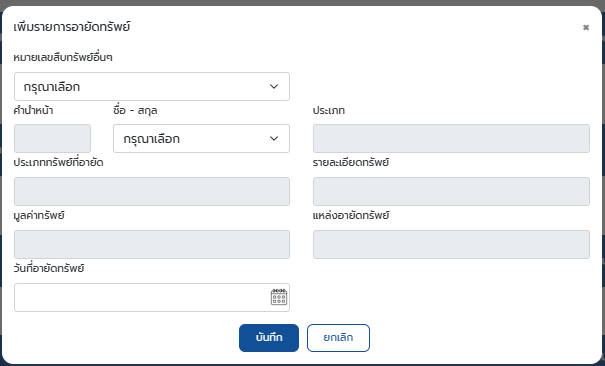 เพิ่มรายการอายัดทรัพย์
หมายเลขสืบทรัพย์อื่นๆ
กรุณาเลือก
คำนำหน้า ชื่อ - สกุล ประเภท
กรุณาเลือก
ประเภททรัพย์ที่อายัด รายละเอียดทรัพย์
มูลค่าทรัพย์ แหล่งอายัดทรัพย์
วันที่อายัดทรัพย์
บันทึก ยกเลิก